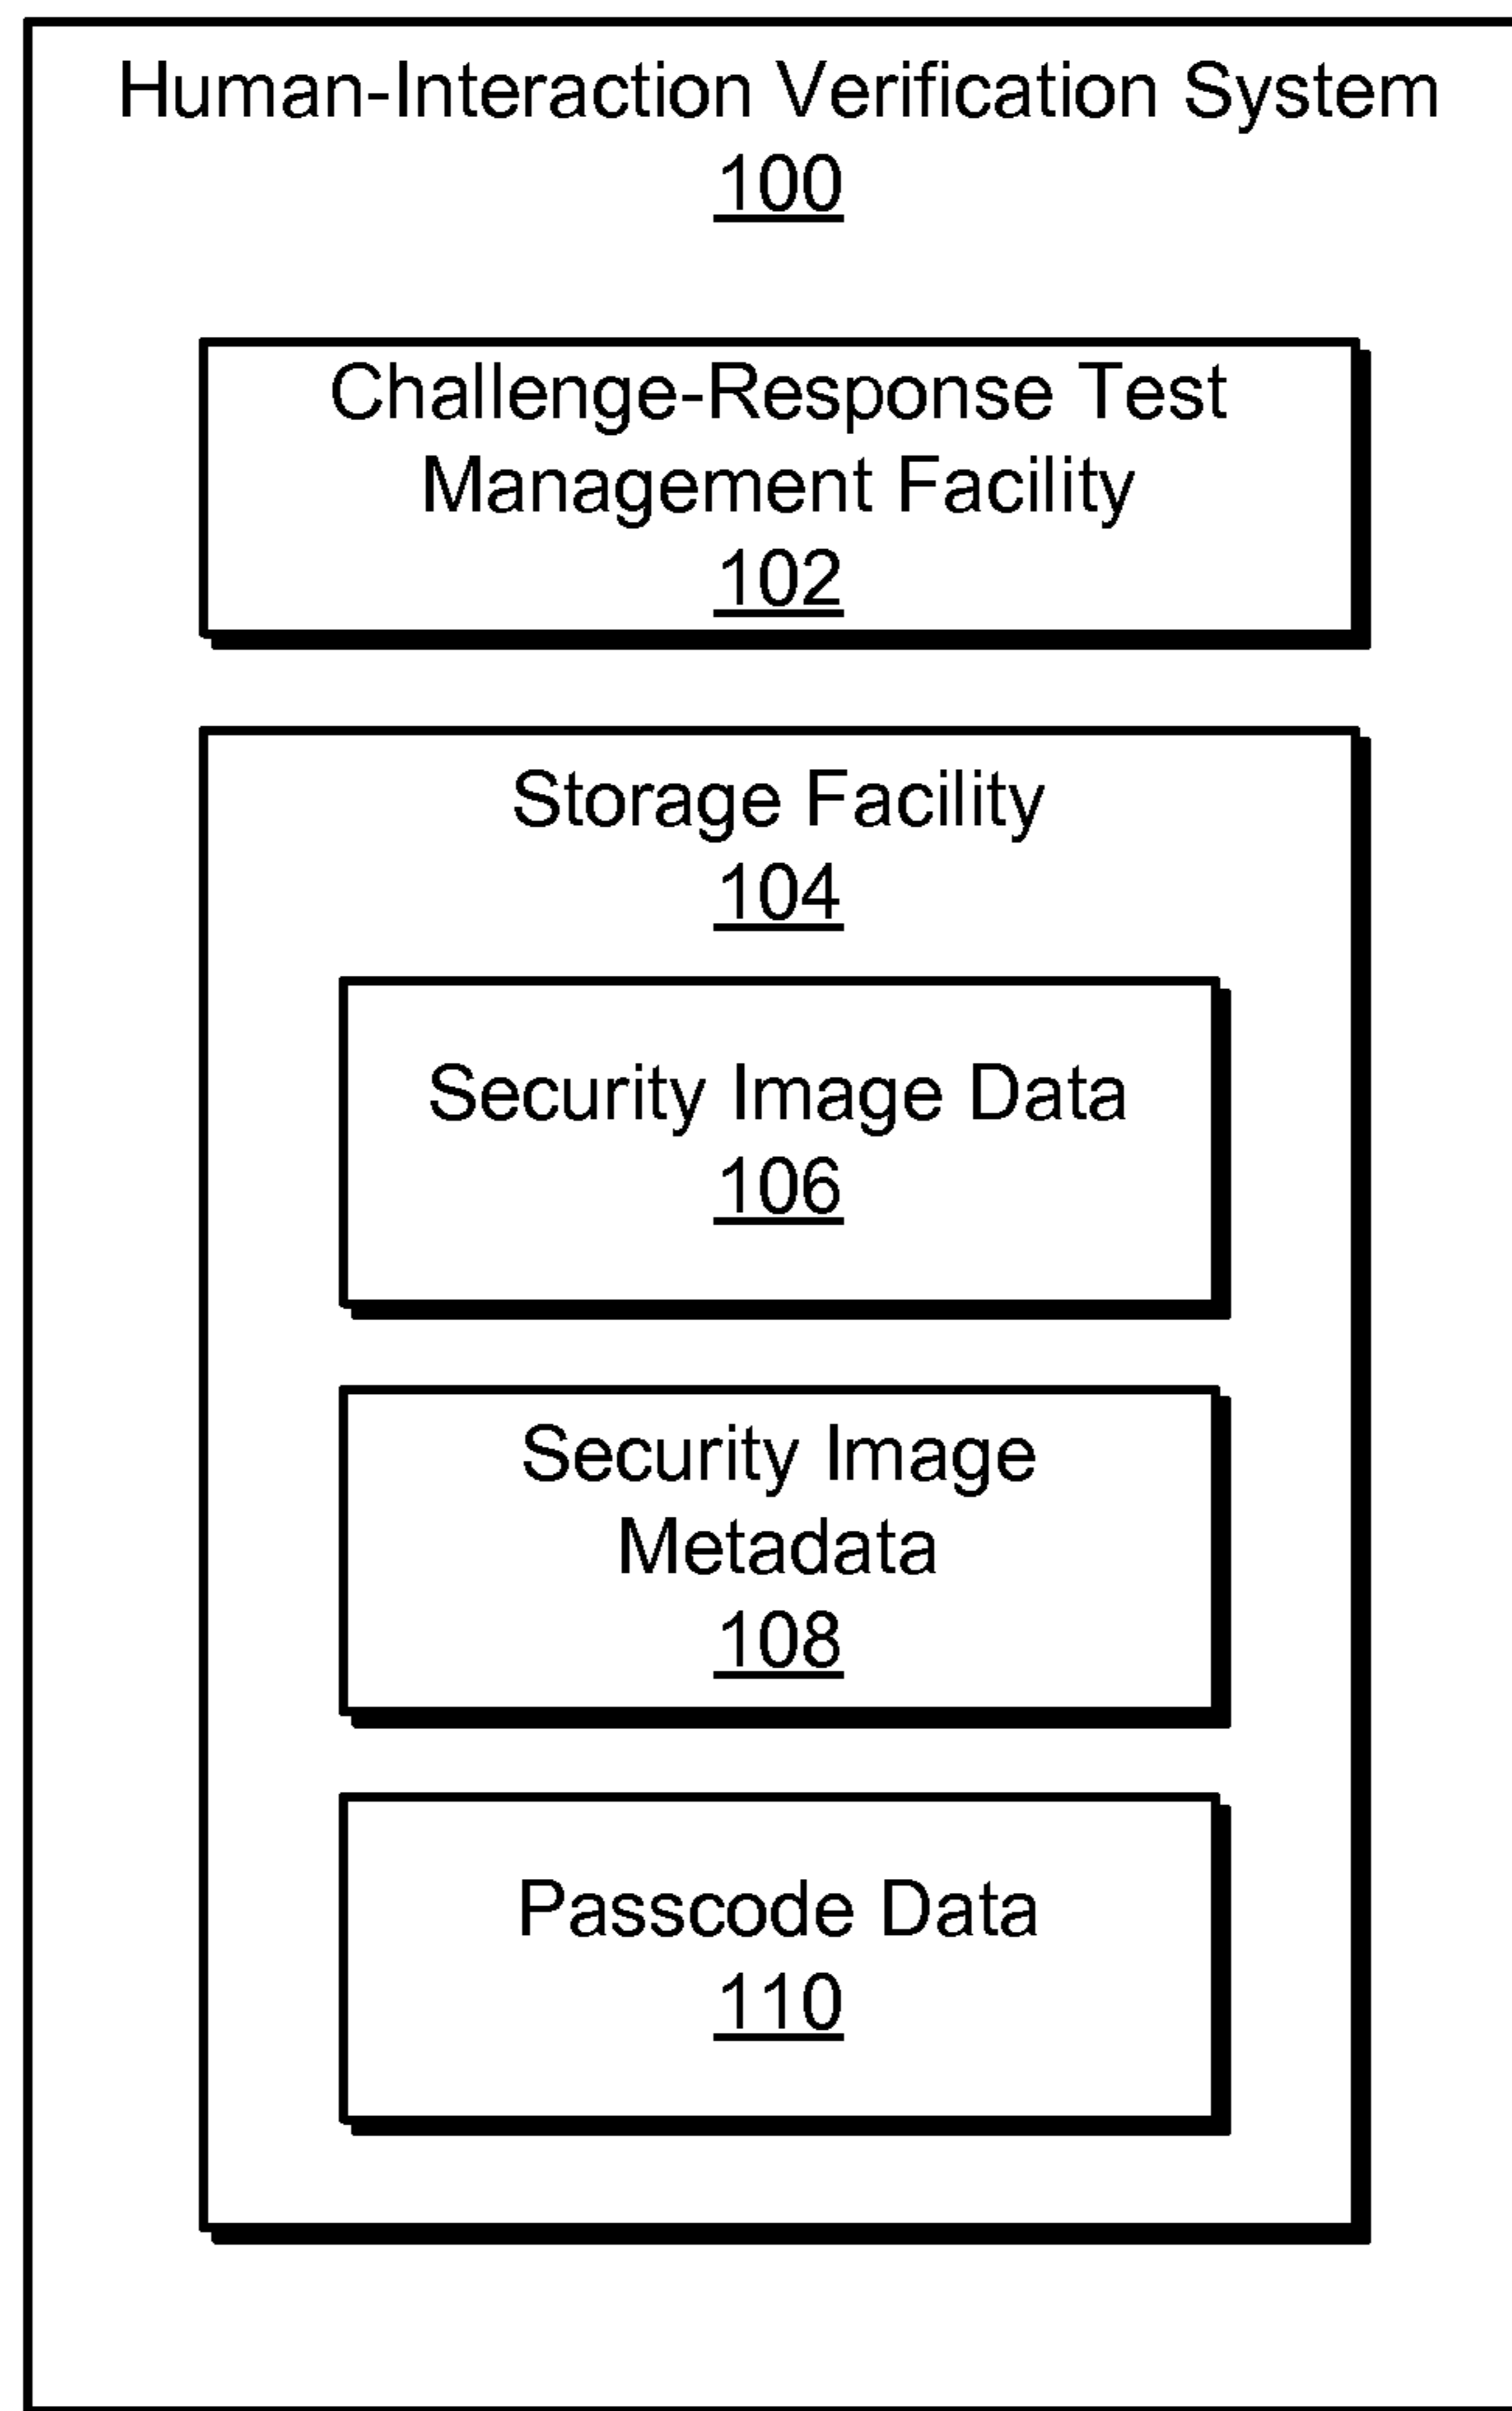 Human-Interaction Verification System
100
Challenge-Response Test
Management Facility
102
Storage Facility
104
Security Image Data
106
Security Image
Metadata
108
Passcode Data
110